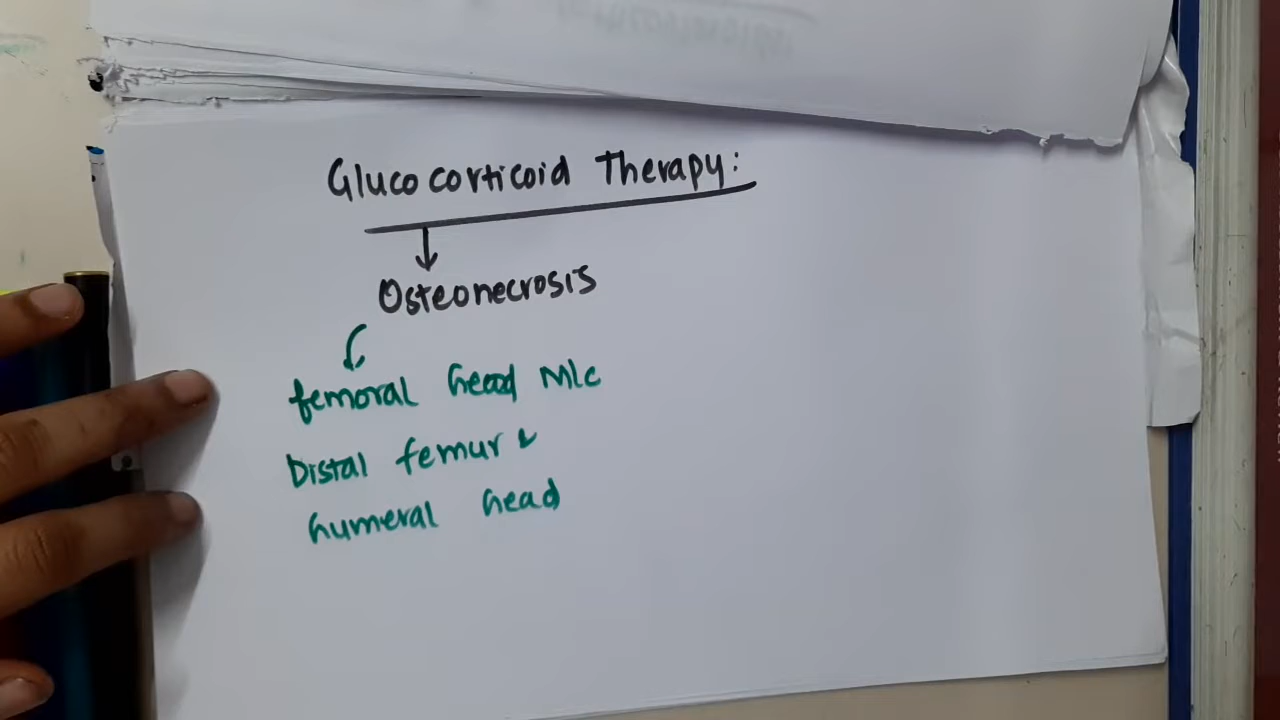 Glucocorticoid Therapy:
Osteonecrosis
femoral head Mlc
Distal femur &
humeral head